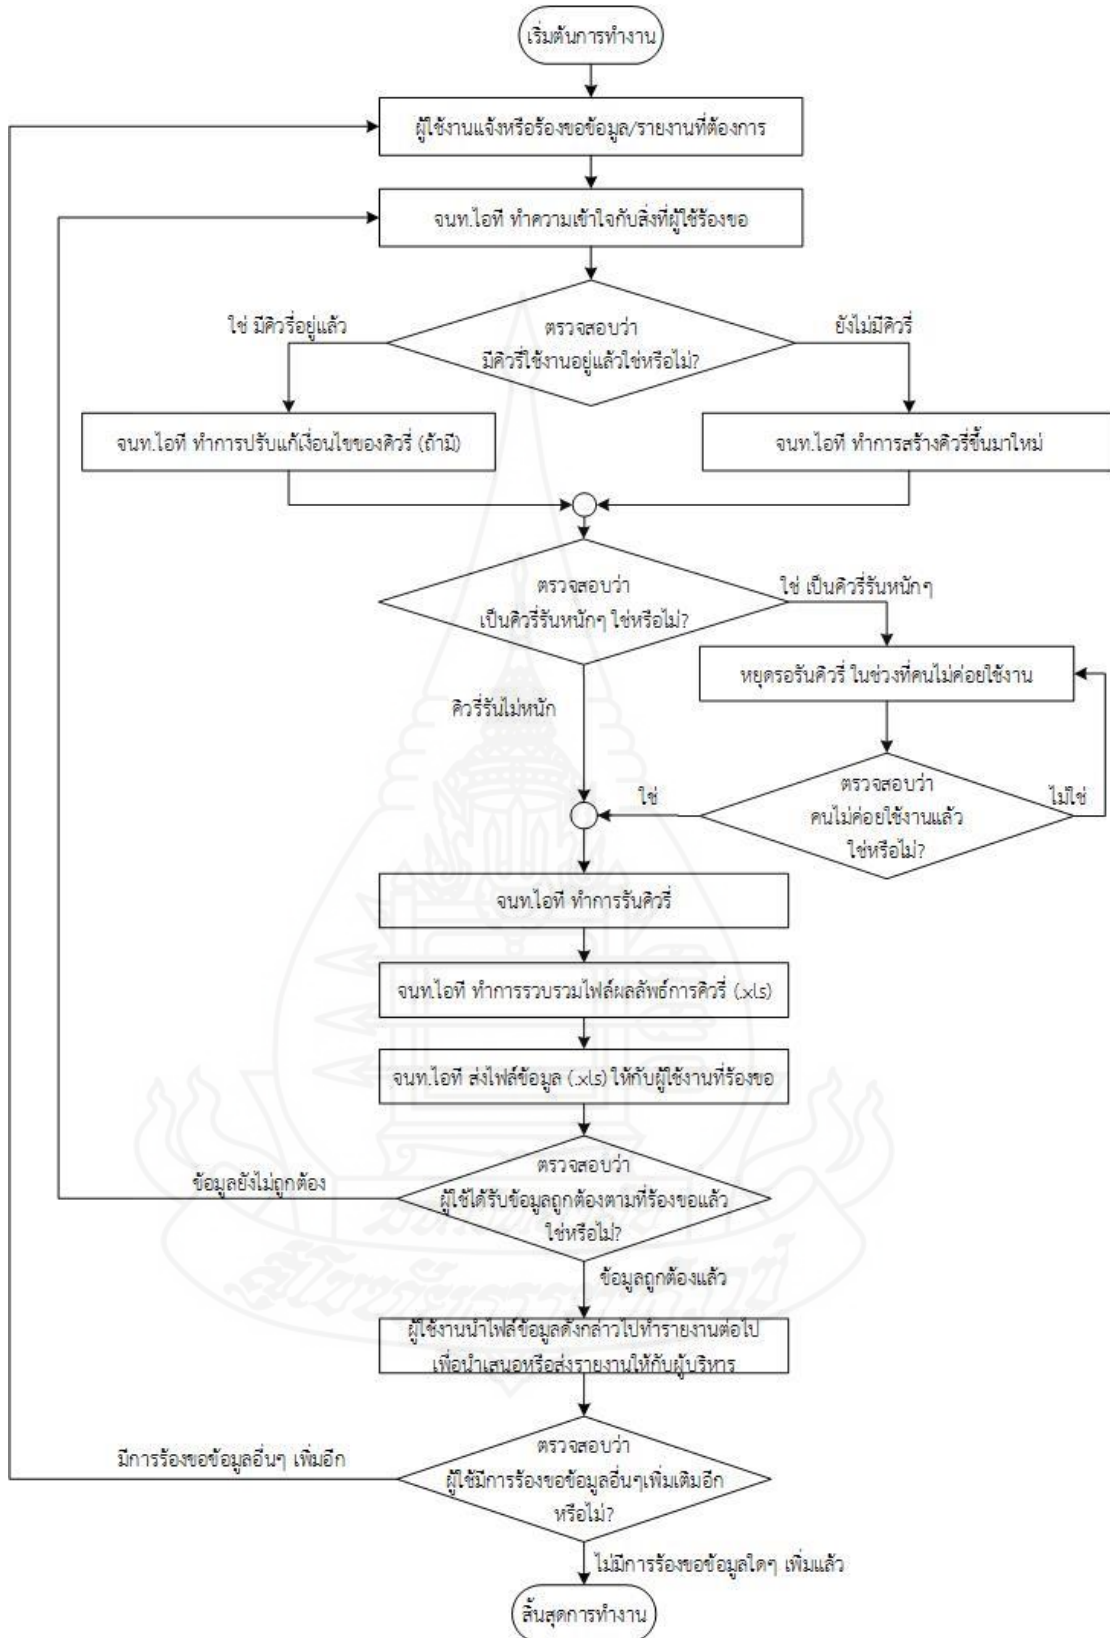 เริ่มต้นการทำงาน
ผู้ใช้งานแจ้งหรือร้องขอข้อมูล/รายงานที่ต้องการ
จนท.ไอที ทำความเข้าใจกับสิ่งที่ผู้ใช้ร้องขอ
ใช่ มีคิวรี่อยู่แล้ว
ยังไม่มีคิวรี่
ตรวจสอบว่า
มีคิวรี่ใช้งานอยู่แล้วใช่หรือไม่?
จนท.ไอที ทำการปรับแก้เงื่อนไขของคิวรี่ (ถ้ามี)
จนท.ไอที ทำการสร้างคิวรี่ขึ้นมาใหม่
ตรวจสอบว่า
เป็นคิวรี่รันหนักๆ ใช่หรือไม่?
ใช่ เป็นคิวรี่รันหนักๆ
หยุดรอรันคิวรี่ ในช่วงที่คนไม่ค่อยใช้งาน
คิวรี่รันไม่หนัก
ตรวจสอบว่า
คนไม่ค่อยใช้งานแล้ว
ใช่หรือไม่?
ใช่
ไม่ใช่
จนท.ไอที ทำการรันคิวรี่
จนท.ไอที ทำการรวบรวมไฟล์ผลลัพธ์การคิวรี่ (.xls)
จนท.ไอที ส่งไฟล์ข้อมูล (.xls) ให้กับผู้ใช้งานที่ร้องขอ
ข้อมูลยังไม่ถูกต้อง
ตรวจสอบว่า
ผู้ใช้ได้รับข้อมูลถูกต้องตามที่ร้องขอแล้ว
ใช่หรือไม่?
ข้อมูลถูกต้องแล้ว
ผู้ใช้งานนำไฟล์ข้อมูลดังกล่าวไปทำรายงานต่อไป
เพื่อนำเสนอหรือส่งรายงานให้กับผู้บริหาร
มีการร้องขอข้อมูลอื่นๆ เพิ่มอีก
ตรวจสอบว่า
ผู้ใช้มีการร้องขอข้อมูลอื่นๆเพิ่มเติมอีก
หรือไม่?
ไม่มีการร้องขอข้อมูลใดๆ เพิ่มแล้ว
สิ้นสุดการทำงาน